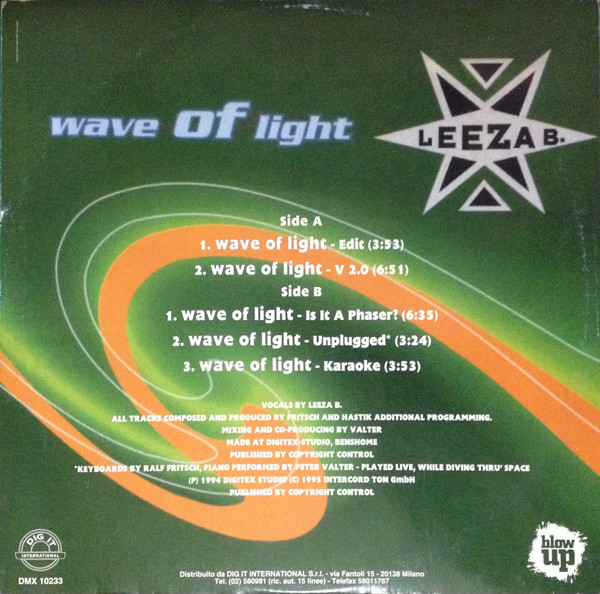 wave of light
LEEZA B.
Side A
1. wave of light - Edit (3:53)
2. wave of light - V 2.0 (6:51)
Side B
1. wave of light - Is It A Phaser? (6:35)
2. wave of light - Unplugged* (3:24)
3. wave of light - Karaoke (3:53)
VOCALS BY LEEZA B.
ALL TRACKS COMPOSED AND PRODUCED BY FRITSCH AND HASTIK ADDITIONAL PROGRAMMING.
MIXING AND CO-PRODUCING BY VALTER
MADE AT DIGITEX-STUDIO, BENSHOME
PUBLISHED BY COPYRIGHT CONTROL
*KEYBOARDS BY RALF FRITSCH, PIANO PERFORMED BY PETER VALTER - PLAYED LIVE, WHILE DIVING THRU' SPACE
(P) 1994 DIGITEX STUDIO (C) 1995 INTERCORD TON GmbH
PUBLISHED BY COPYRIGHT CONTROL
DIG IT
INTERNATIONAL
DMX 10233
Distribuito da DIG IT INTERNATIONAL S.r.l. - via Fantoli 15 - 20138 Milano
Tel. (02) 580991 (ric. aut. 15 linee) - Telefax 58011767
blow
up